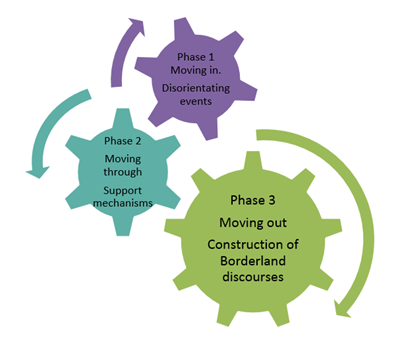 Phase 1
Moving in.
Disorientating
events
Phase 2
Moving
through
Support
mechanisms
Phase 3
Moving out
Construction of
Borderland
discourses